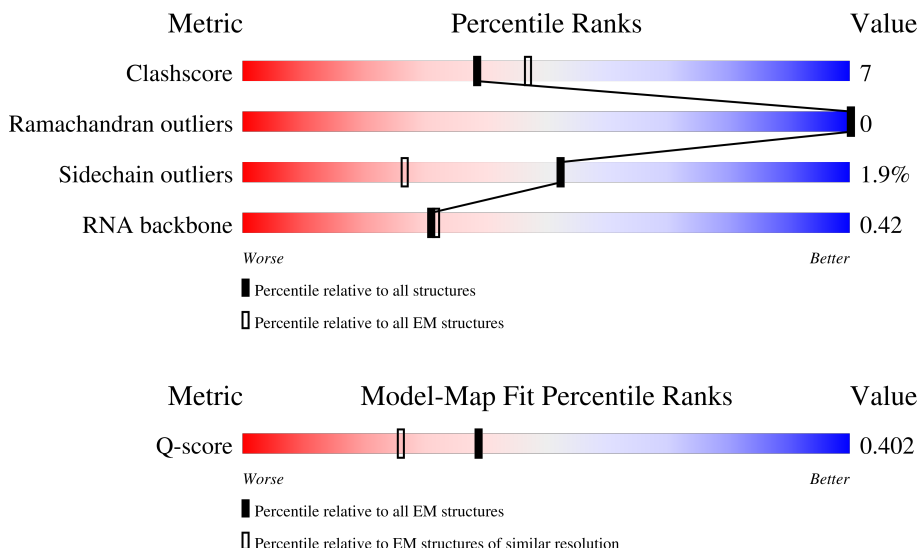 Metric Percentile Ranks Value
Clashscore 7
Ramachandran outliers 0
Sidechain outliers 1.9%
RNA backbone 0.42
Worse Better
Percentile relative to all structures
Percentile relative to all EM structures
Metric Model-Map Fit Percentile Ranks Value
Q-score 0.402
Worse Better
Percentile relative to all EM structures
Percentile relative to EM structures of similar resolution